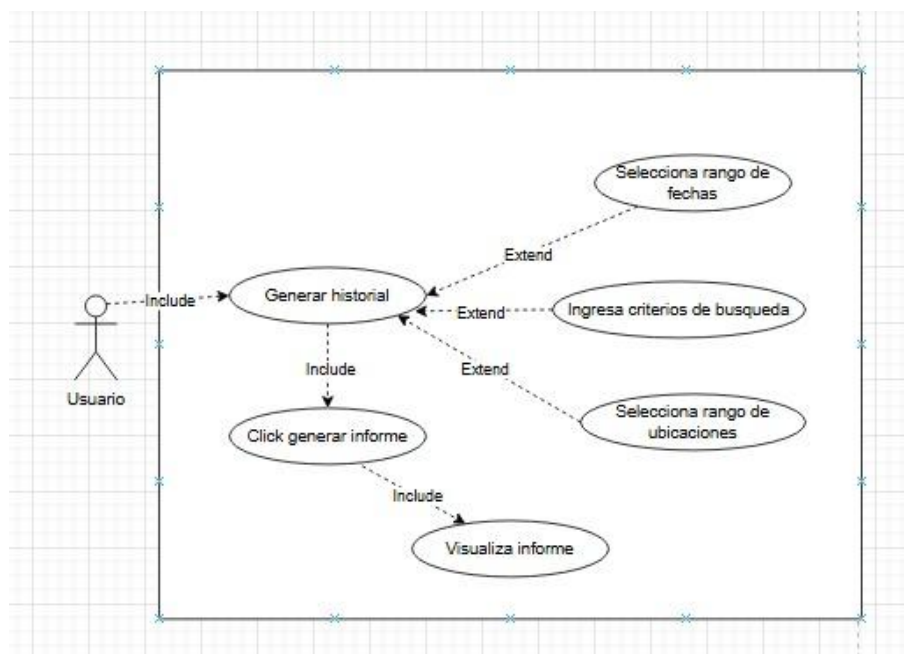 Selecciona rango de
fechas
Extend
Include
Generar historial
Extend
Ingresa criterios de busqueda
Usuario
Include
Extend
Selecciona rango de
ubicaciones
Click generar informe
Include
Visualiza informe